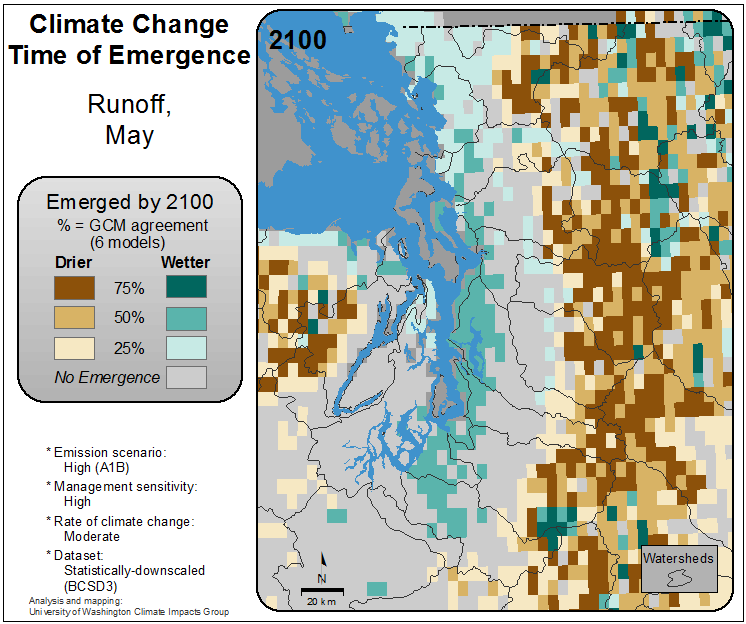 Climate Change
Time of Emergence
Runoff,
May
Emerged by 2100
% = GCM agreement
(6 models)
Drier Wetter
75%
50%
25%
No Emergence
* Emission scenario:
High (A1B)
* Management sensitivity:
High
* Rate of climate change:
Moderate
* Dataset:
Statistically-downscaled
(BCSD3)
Analysis and mapping:
University of Washington Climate Impacts Group
2100
N
20 km
Watersheds